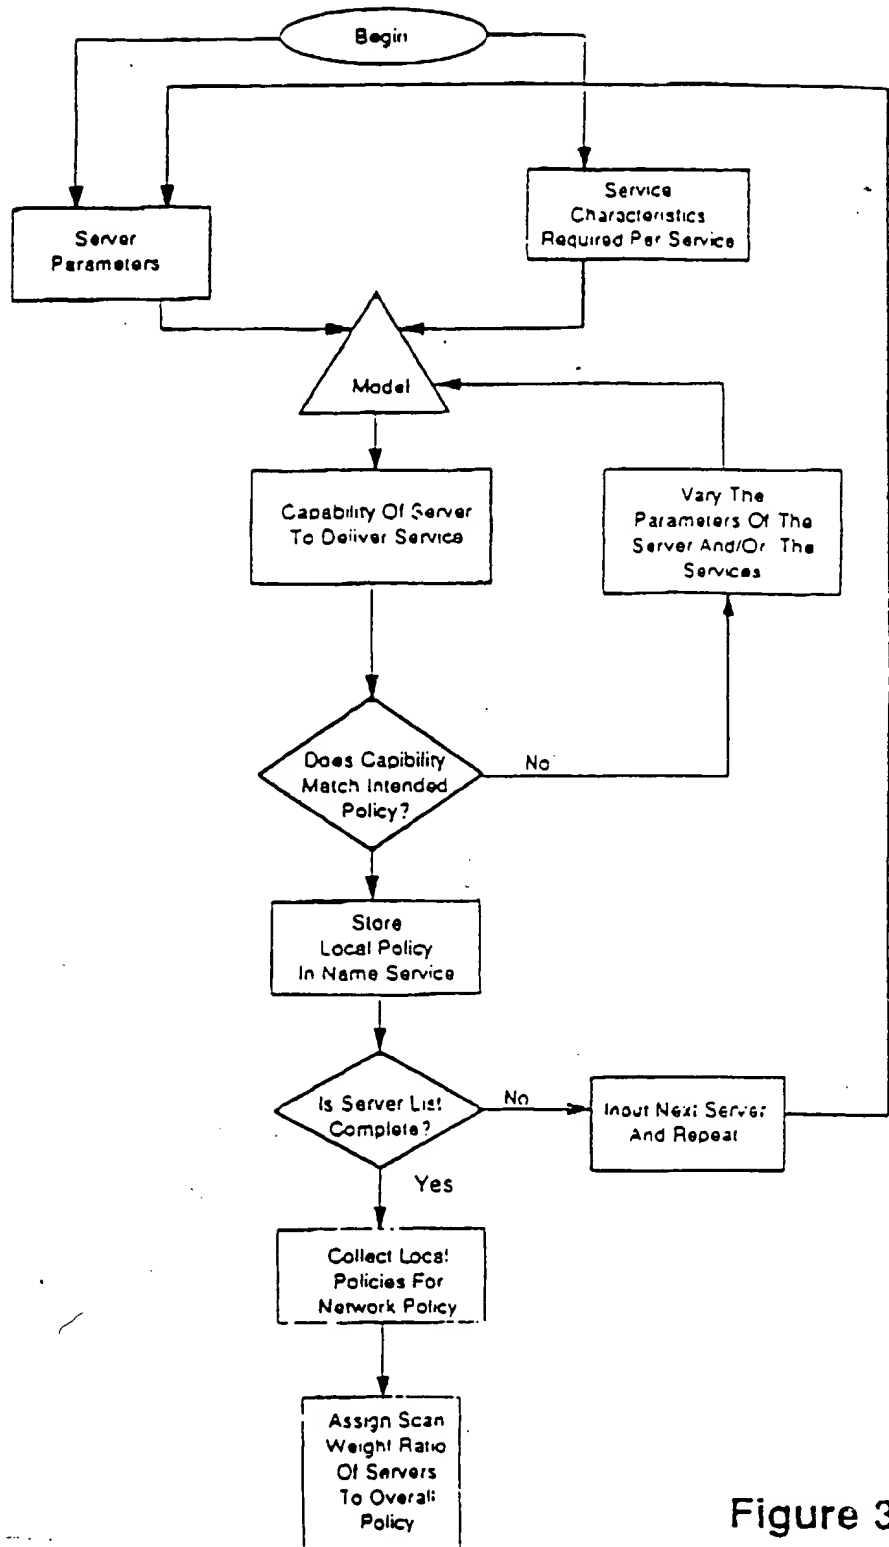 Begin
Service
Characteristics
Required Per Service
Server
Parameters
Model
Capability Of Server
To Deliver Service
Vary The
Parameters Of The
Server And/Or The
Services
Does Capibility
Match Intended
Policy?
No
Store
Local Policy
In Name Service
Is Server List
Complete?
No
Input Next Server
And Repeat
Yes
Collect Local
Policies For
Network Policy
Assign Scan
Weight Ratio
Of Servers
To Overall
Policy
Figure 3